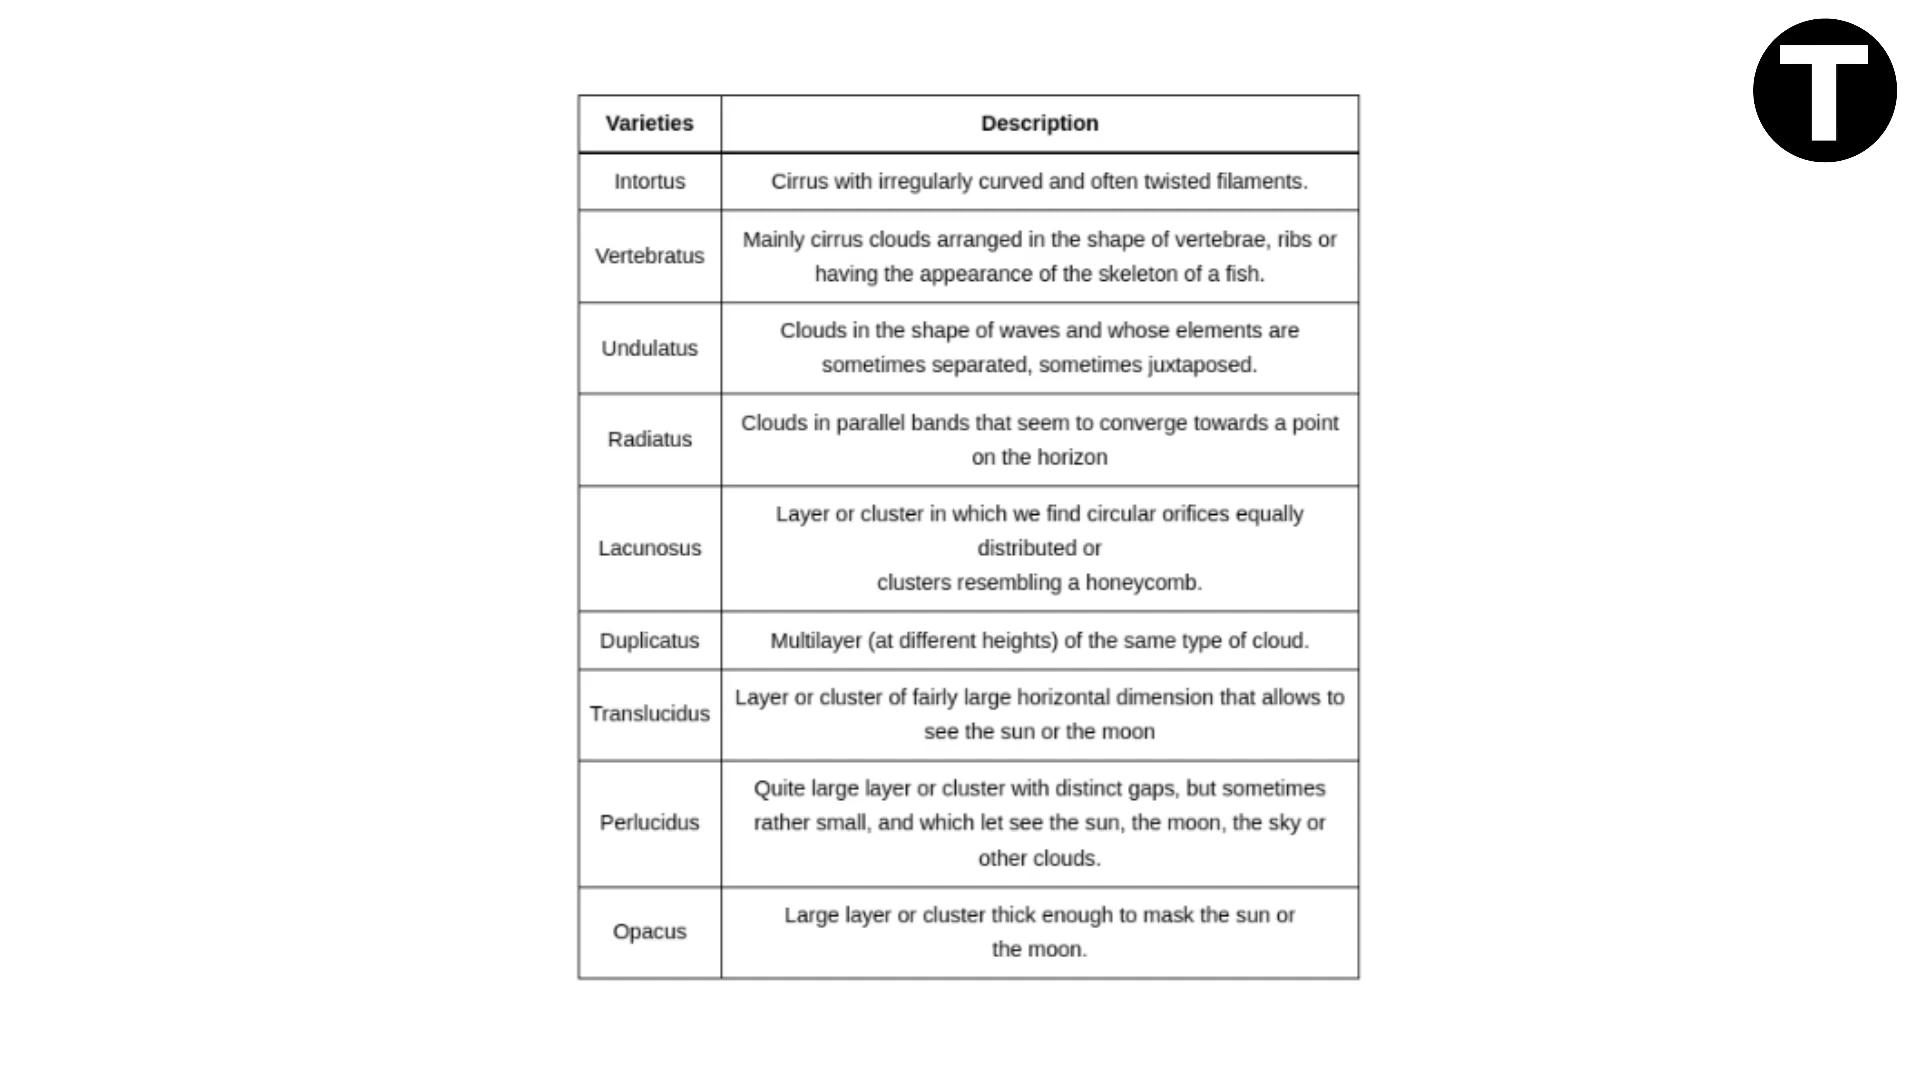 T
Varieties
Description
Intortus
Cirrus with irregularly curved and often twisted filaments.
Vertebratus
Mainly cirrus clouds arranged in the shape of vertebrae, ribs or
having the appearance of the skeleton of a fish.
Undulatus
Clouds in the shape of waves and whose elements are
sometimes separated, sometimes juxtaposed.
Radiatus
Clouds in parallel bands that seem to converge towards a point
on the horizon
Lacunosus
Layer or cluster in which we find circular orifices equally
distributed or
clusters resembling a honeycomb.
Duplicatus
Multilayer (at different heights) of the same type of cloud.
Translucidus
Layer or cluster of fairly large horizontal dimension that allows to
see the sun or the moon
Perlucidus
Quite large layer or cluster with distinct gaps, but sometimes
rather small, and which let see the sun, the moon, the sky or
other clouds.
Opacus
Large layer or cluster thick enough to mask the sun or
the moon.